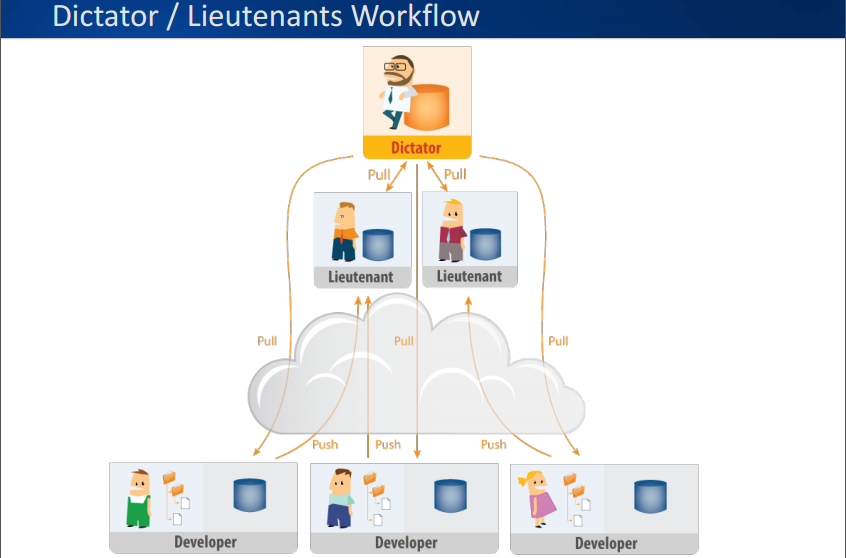 Dictator / Lieutenants Workflow
Dictator
Pull
Pull
Lieutenant
Lieutenant
Pull
Pull
Pull
Push
Push
Push
Developer
Developer
Developer